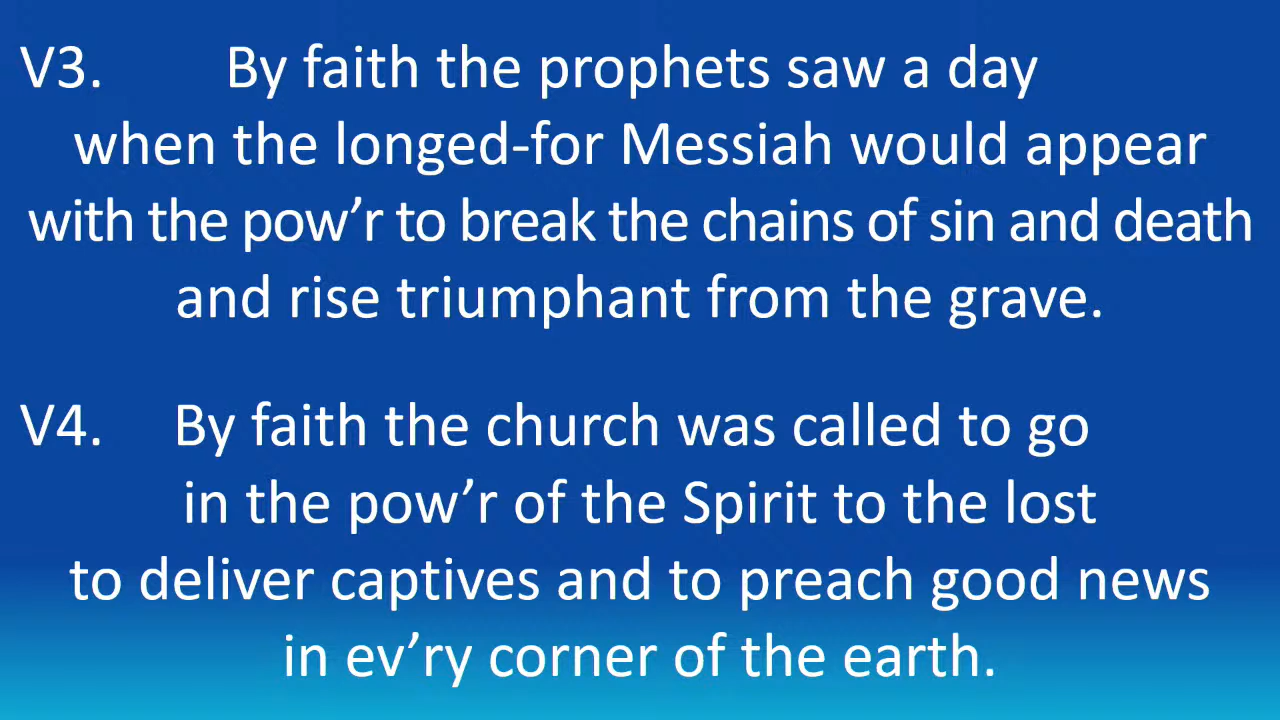 V3. By faith the prophets saw a day
when the longed-for Messiah would appear
with the pow’r to break the chains of sin and death
and rise triumphant from the grave.
V4. By faith the church was called to go
in the pow’r of the Spirit to the lost
to deliver captives and to preach good news
in ev’ry corner of the earth.